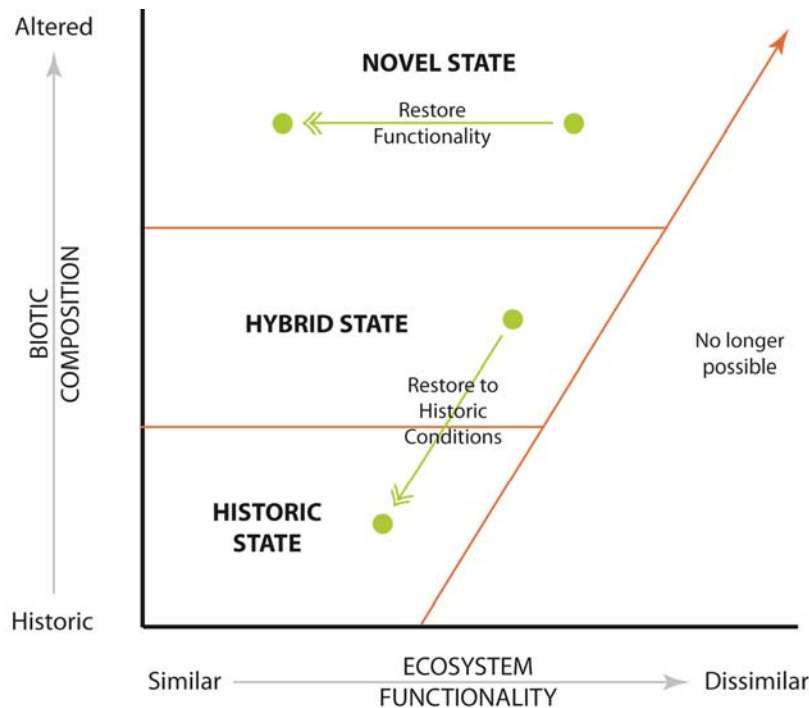 Altered
NOVEL STATE
Restore
Functionality
BIOTIC
COMPOSITION
HYBRID STATE
No longer
possible
Restore to
Historic
Conditions
HISTORIC
STATE
Historic
Similar
ECOSYSTEM
FUNCTIONALITY
Dissimilar